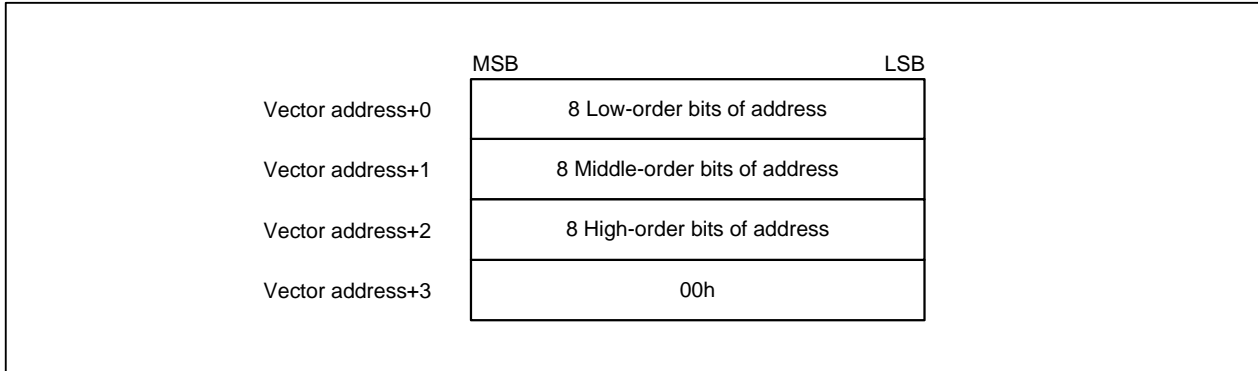 MSB LSB
Vector address+0 8 Low-order bits of address
Vector address+1 8 Middle-order bits of address
Vector address+2 8 High-order bits of address
Vector address+3 00h